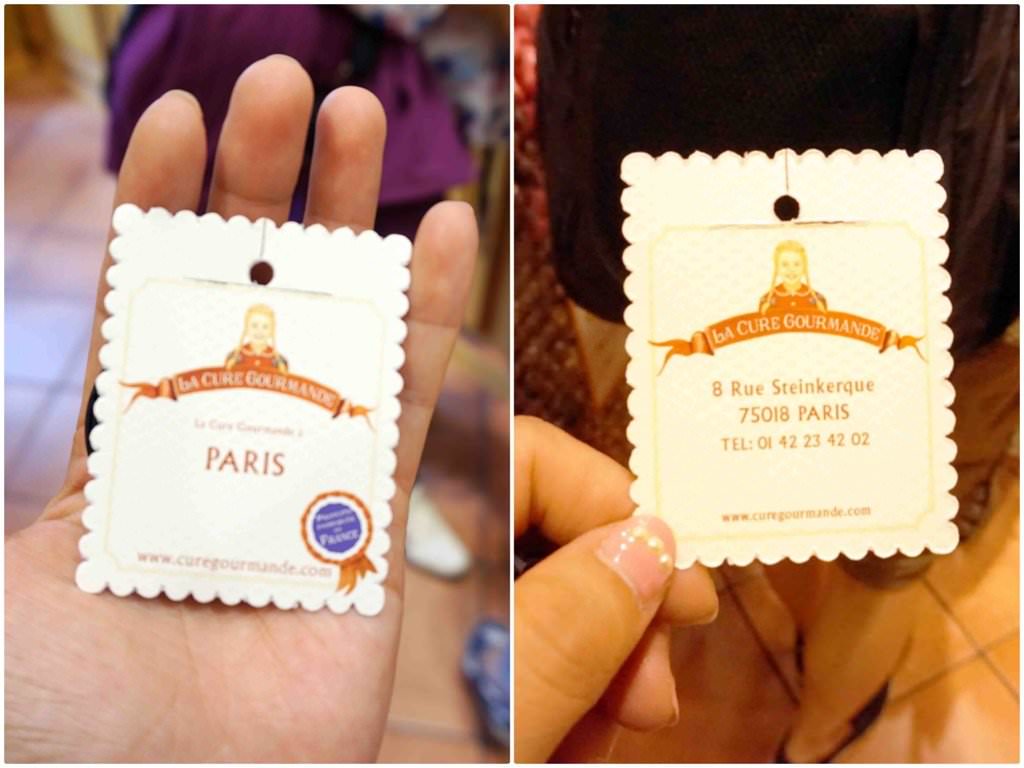 LA CURE GOURMANDE
La Cure Gourmande à
PARIS
FRANCE
www.curegourmande.com
LA CURE GOURMANDE
8 Rue Steinkerque
75018 PARIS
TEL: 01 42 23 42 02
www.curegourmande.com